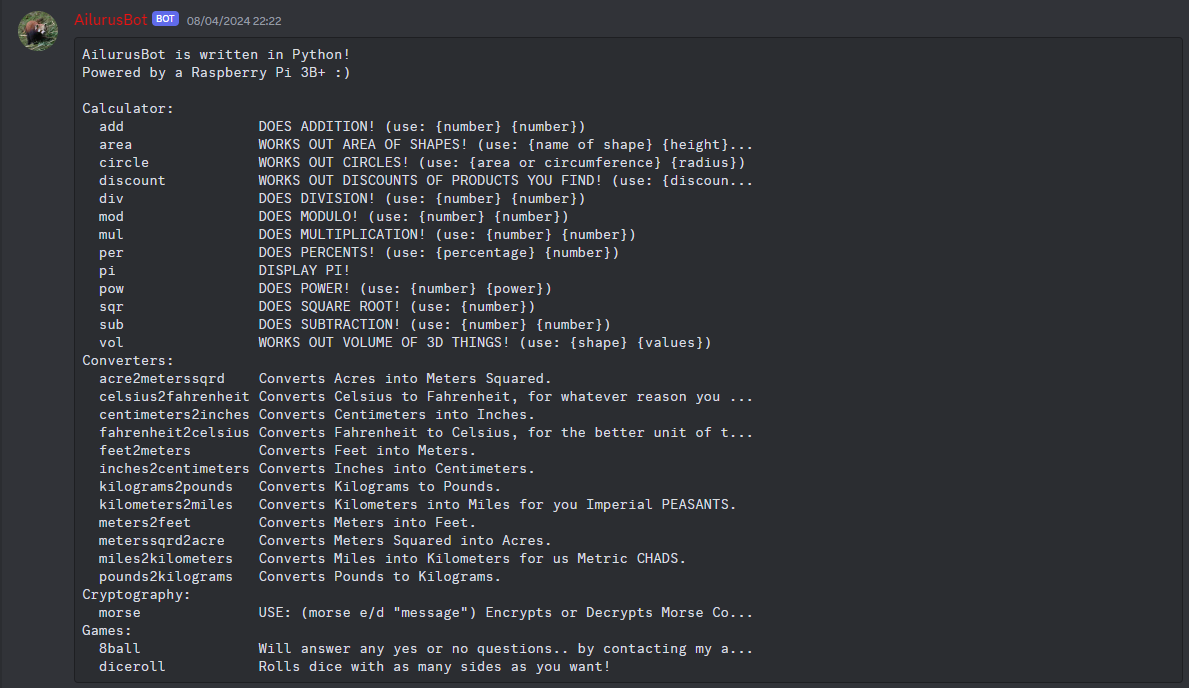 AilurusBot BOT 08/04/2024 22:22
AilurusBot is written in Python!
Powered by a Raspberry Pi 3B+ :)
Calculator:
add DOES ADDITION! (use: {number} {number})
area WORKS OUT AREA OF SHAPES! (use: {name of shape} {height}...
circle WORKS OUT CIRCLES! (use: {area or circumference} {radius})
discount WORKS OUT DISCOUNTS OF PRODUCTS YOU FIND! (use: {discoun...
div DOES DIVISION! (use: {number} {number})
mod DOES MODULO! (use: {number} {number})
mul DOES MULTIPLICATION! (use: {number} {number})
per DOES PERCENTS! (use: {percentage} {number})
pi DISPLAY PI!
pow DOES POWER! (use: {number} {power})
sqr DOES SQUARE ROOT! (use: {number})
sub DOES SUBTRACTION! (use: {number} {number})
vol WORKS OUT VOLUME OF 3D THINGS! (use: {shape} {values})
Converters:
acre2meterssqrd Converts Acres into Meters Squared.
celsius2fahrenheit Converts Celsius to Fahrenheit, for whatever reason you ...
centimeters2inches Converts Centimeters into Inches.
fahrenheit2celsius Converts Fahrenheit to Celsius, for the better unit of t...
feet2meters Converts Feet into Meters.
inches2centimeters Converts Inches into Centimeters.
kilograms2pounds Converts Kilograms to Pounds.
kilometers2miles Converts Kilometers into Miles for you Imperial PEASANTS.
meters2feet Converts Meters into Feet.
meterssqrd2acre Converts Meters Squared into Acres.
miles2kilometers Converts Miles into Kilometers for us Metric CHADS.
pounds2kilograms Converts Pounds to Kilograms.
Cryptography:
morse USE: (morse e/d "message") Encrypts or Decrypts Morse Co...
Games:
8ball Will answer any yes or no questions.. by contacting my a...
diceroll Rolls dice with as many sides as you want!